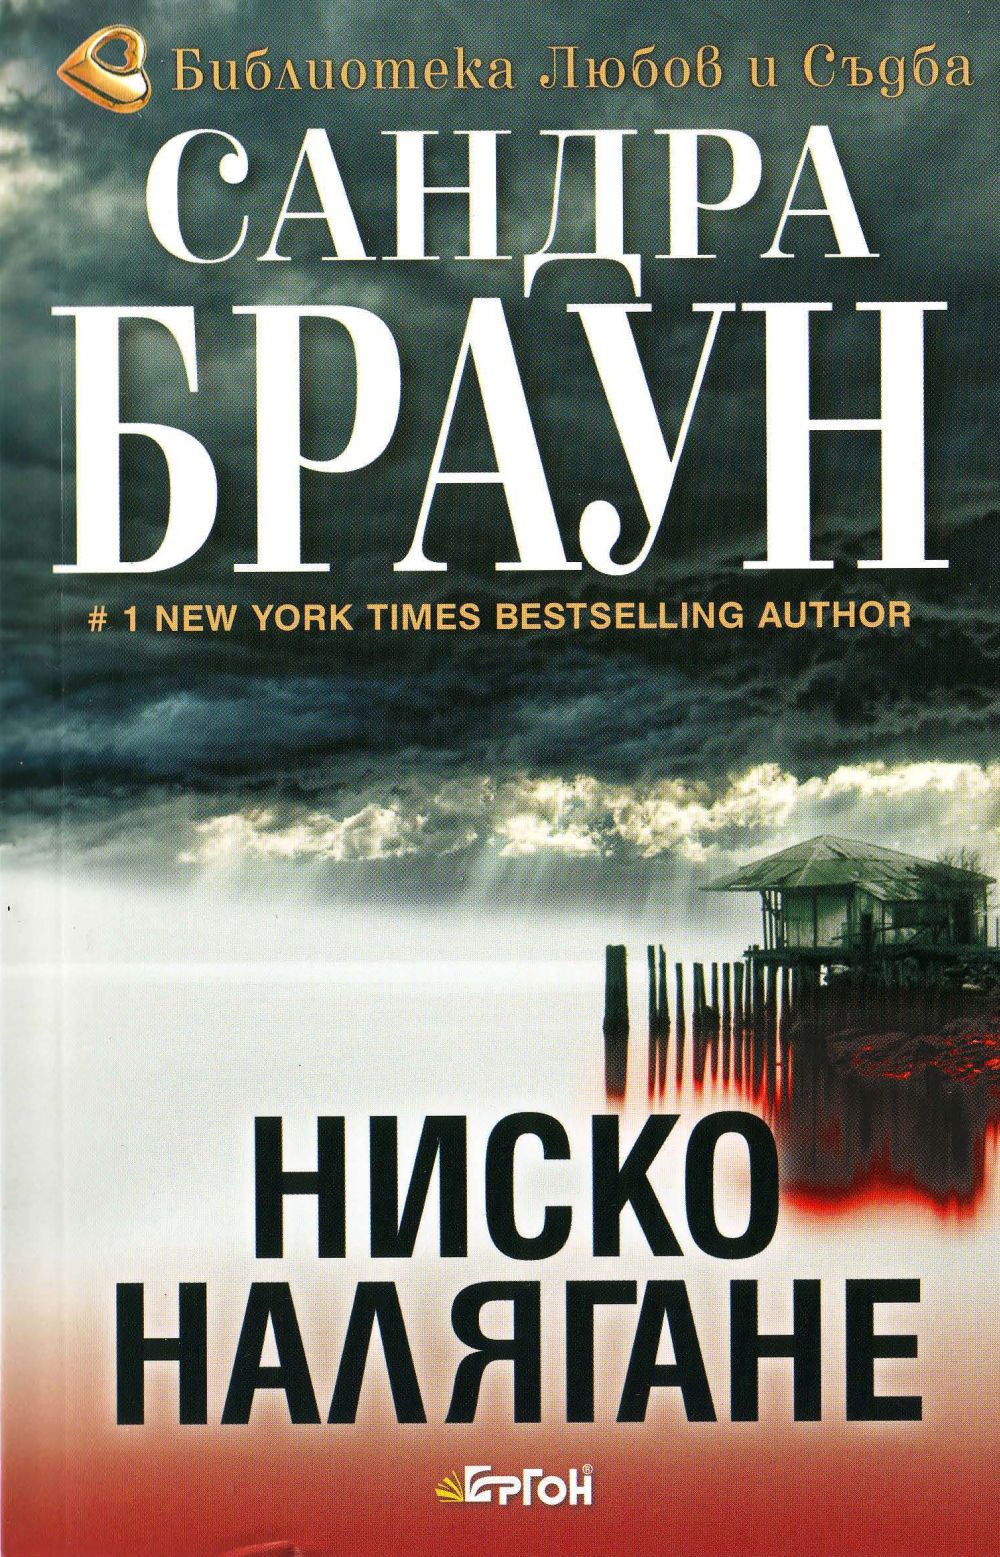 Библиотека Любов и Съдба
САНДРА
БРАУН
# 1 NEW YORK TIMES BESTSELLING AUTHOR
НИСКО
НАЛЯГАНЕ
ЕРГОН®